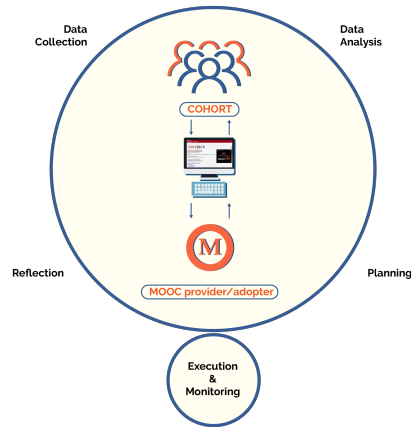 Data
Collection
Data
Analysis
COHORT
M
Reflection
Planning
MOOC provider/adopter
Execution
&
Monitoring